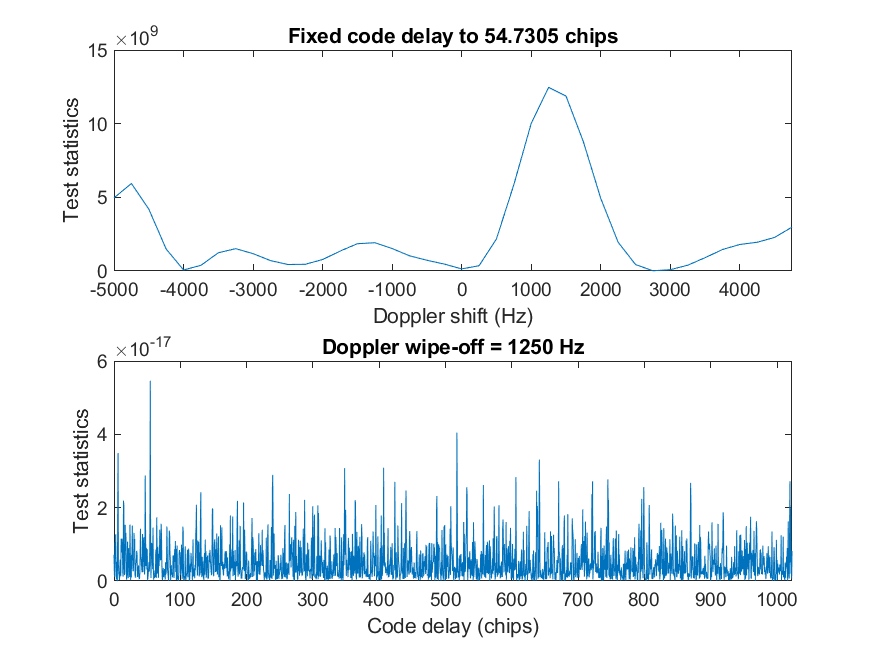 Fixed code delay to 54.7305 chips
×10^9
15
10
5
0
Test statistics
-5000 -4000 -3000 -2000 -1000 0 1000 2000 3000 4000
Doppler shift (Hz)
Doppler wipe-off = 1250 Hz
×10^-17
6
4
2
0
Test statistics
0 100 200 300 400 500 600 700 800 900 1000
Code delay (chips)